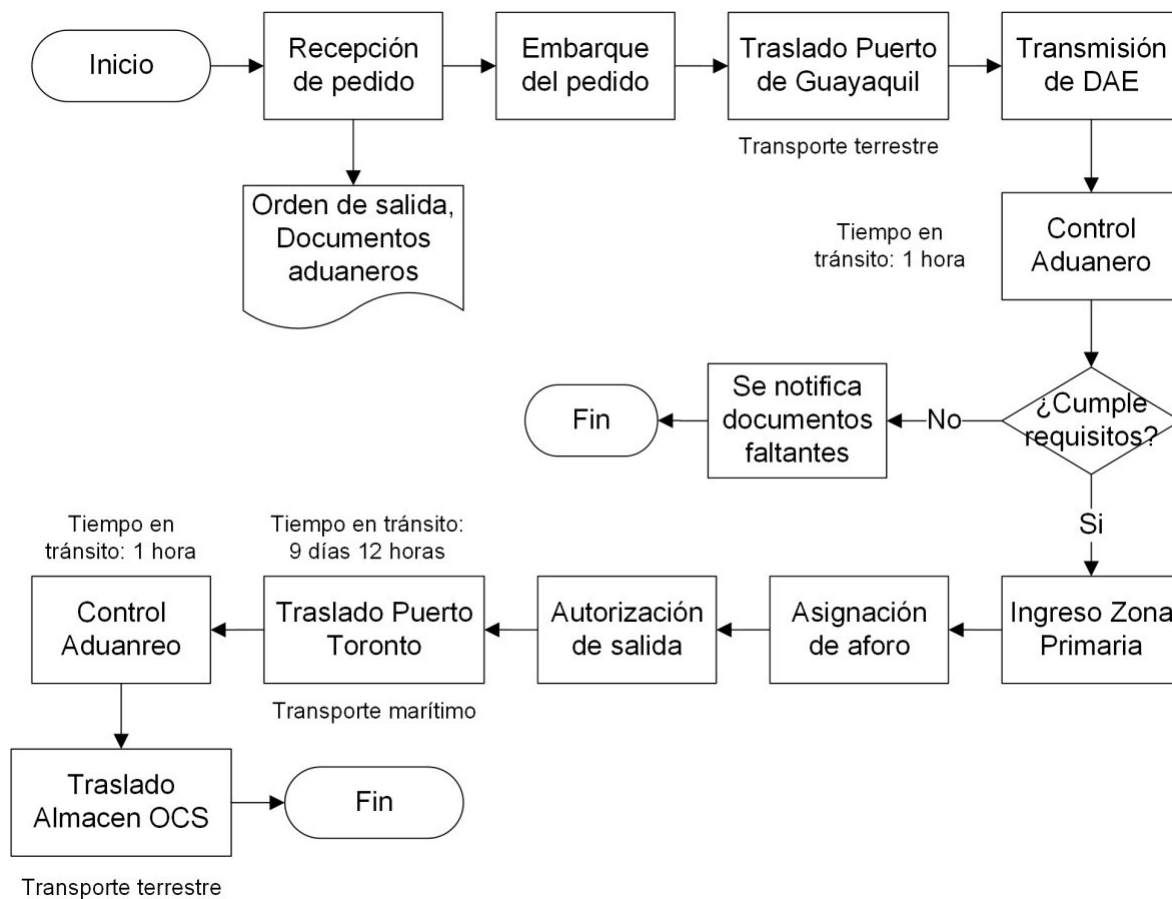 Inicio
Recepción
de pedido
Embarque
del pedido
Traslado Puerto
de Guayaquil
Transmisión
de DAE
Transporte terrestre
Orden de salida,
Documentos
aduaneros
Tiempo en
tránsito: 1 hora
Control
Aduanero
¿Cumple
requisitos?
No
Se notifica
documentos
faltantes
Fin
Si
Ingreso Zona
Primaria
Asignación
de aforo
Autorización
de salida
Tiempo en tránsito:
9 días 12 horas
Traslado Puerto
Toronto
Transporte marítimo
Tiempo en
tránsito: 1 hora
Control
Aduanreo
Traslado
Almacen OCS
Transporte terrestre
Fin